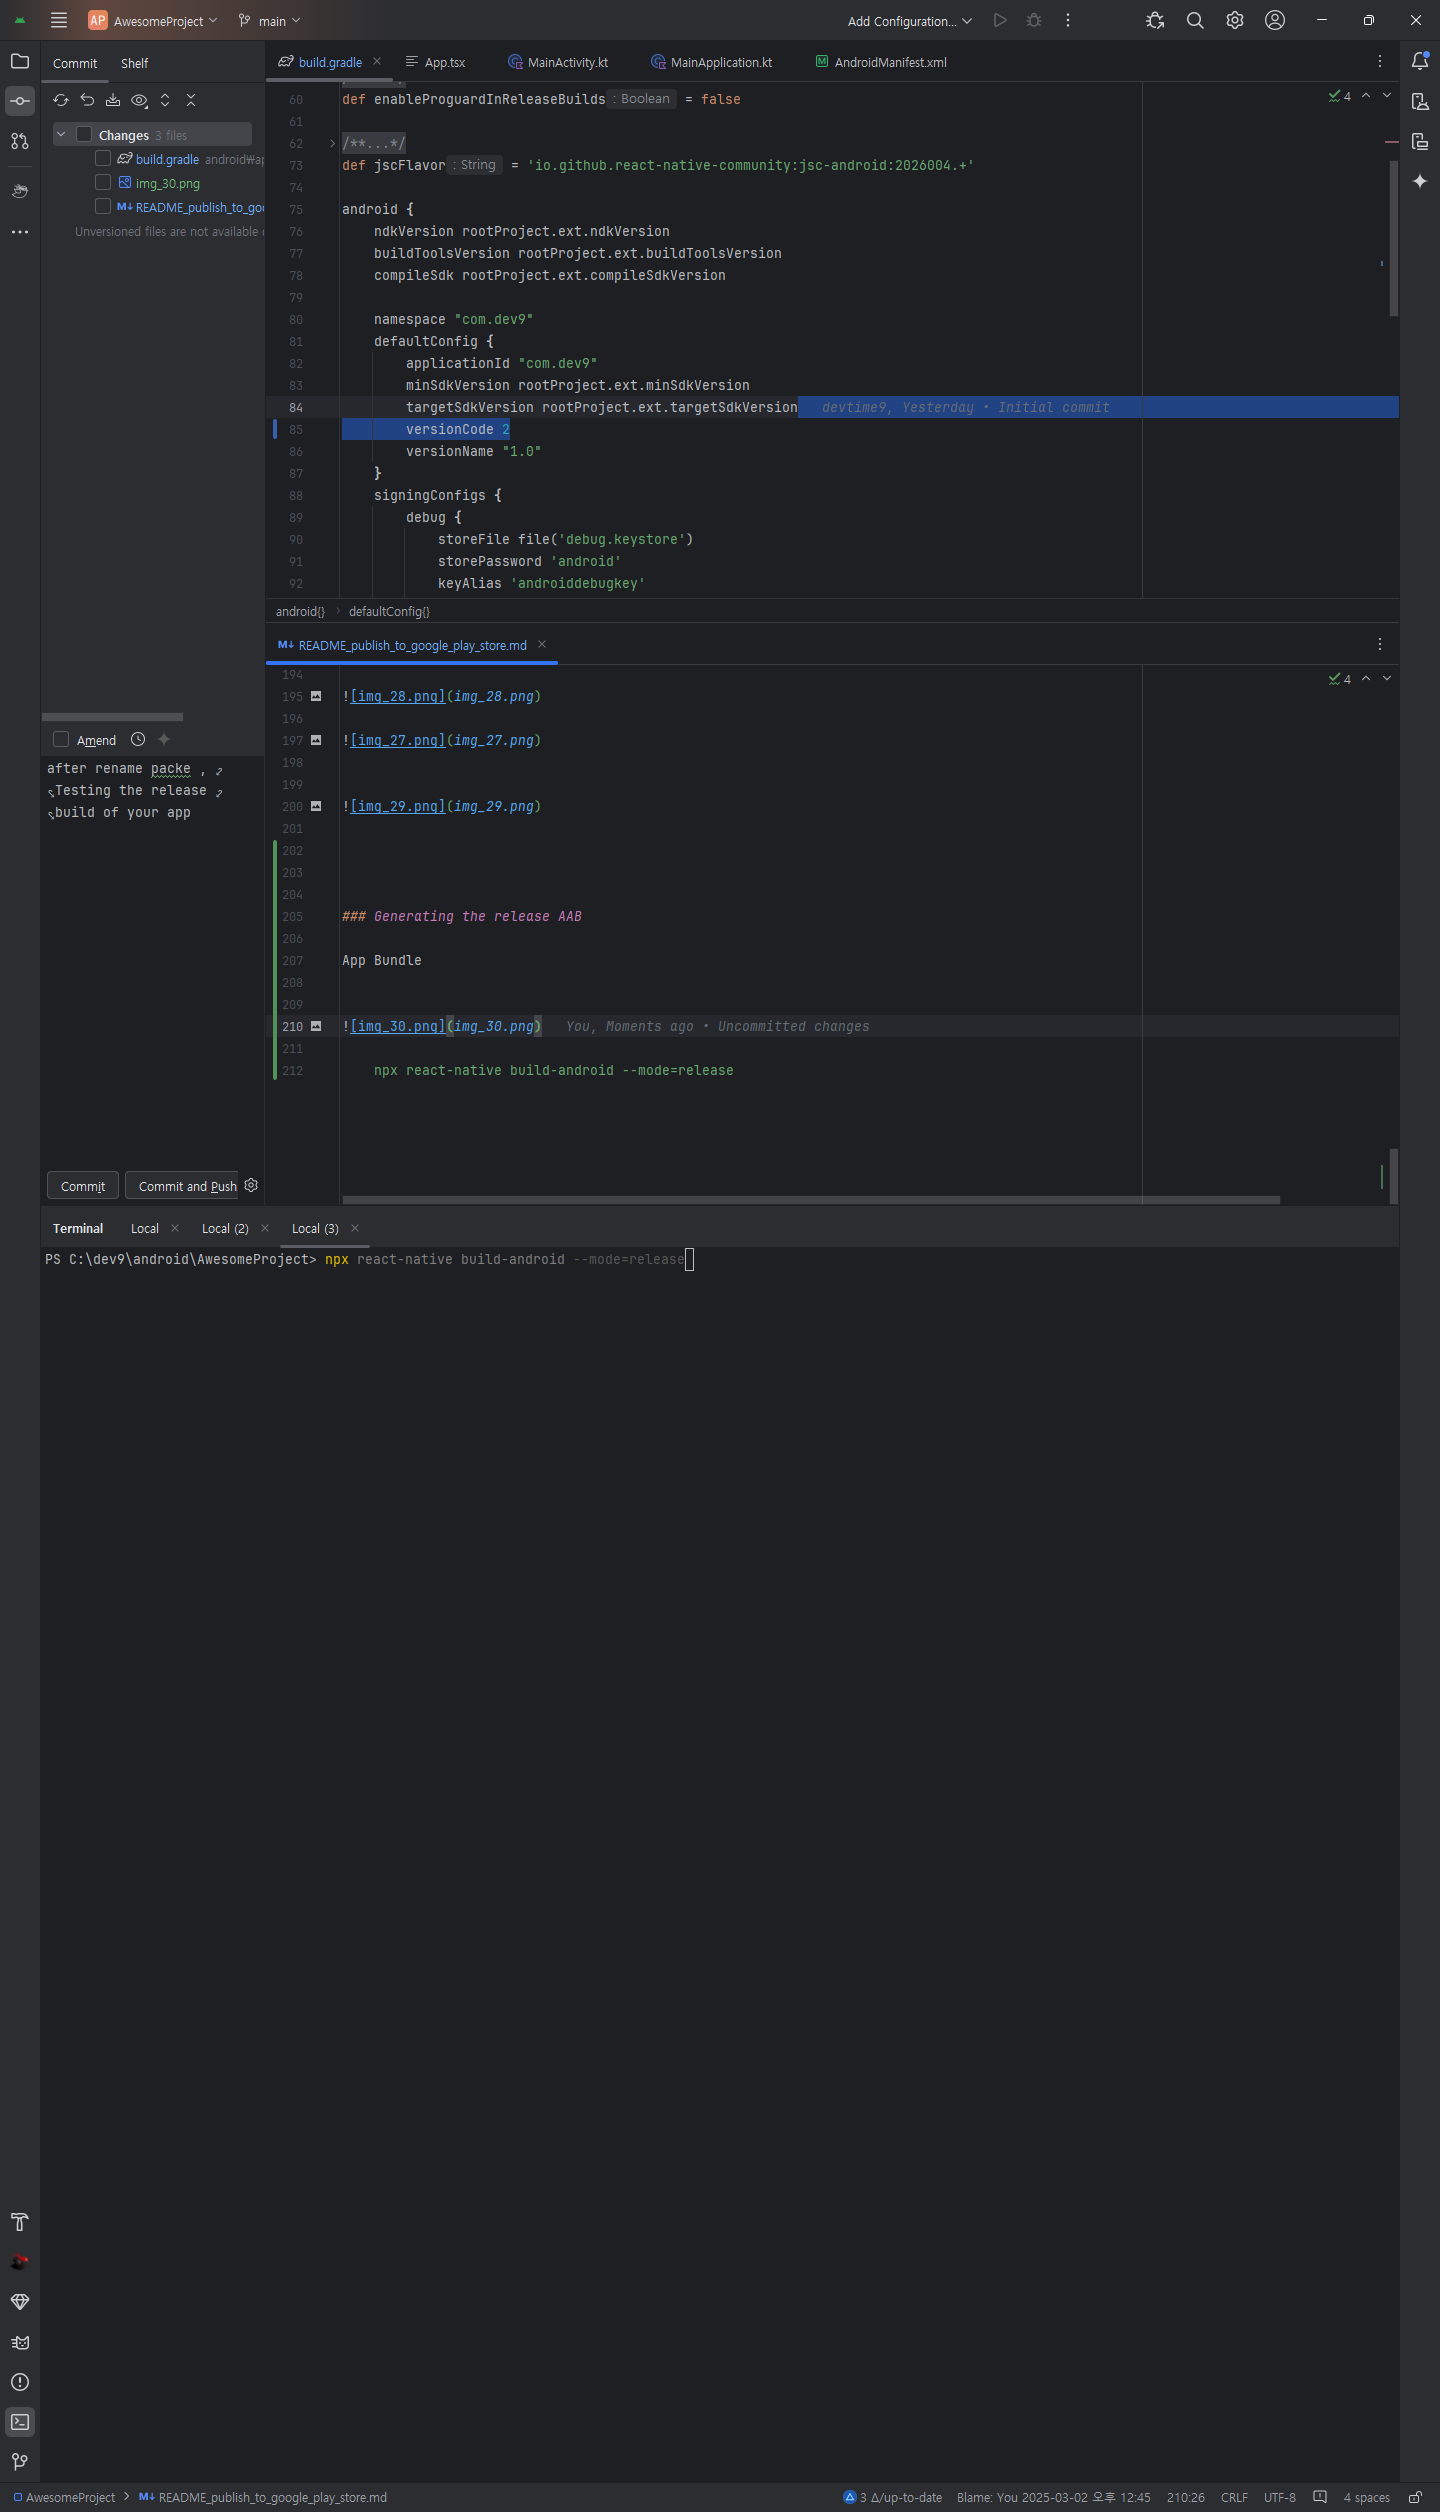 AP AwesomeProject main Add Configuration...
Commit Shelf
Changes 3 files
build.gradle android₩ap
img_30.png
README_publish_to_goo
Unversioned files are not available
build.gradle App.tsx MainActivity.kt MainApplication.kt AndroidManifest.xml
4
60 def enableProguardInReleaseBuilds : Boolean = false
61
62 /**...*/
73 def jscFlavor : String = 'io.github.react-native-community:jsc-android:2026004.+'
74
75 android {
76 ndkVersion rootProject.ext.ndkVersion
77 buildToolsVersion rootProject.ext.buildToolsVersion
78 compileSdk rootProject.ext.compileSdkVersion
79
80 namespace "com.dev9"
81 defaultConfig {
82 applicationId "com.dev9"
83 minSdkVersion rootProject.ext.minSdkVersion
84 targetSdkVersion rootProject.ext.targetSdkVersion devtime9, Yesterday • Initial commit
85 versionCode 2
86 versionName "1.0"
87 }
88 signingConfigs {
89 debug {
90 storeFile file('debug.keystore')
91 storePassword 'android'
92 keyAlias 'androiddebugkey'
android{} › defaultConfig{}
README_publish_to_google_play_store.md
4
194
195 ![img_28.png](img_28.png)
196
197 ![img_27.png](img_27.png)
198
199
200 ![img_29.png](img_29.png)
201
202
203
204
205 ### Generating the release AAB
206
207 App Bundle
208
209
210 ![img_30.png](img_30.png) You, Moments ago • Uncommitted changes
211
212 npx react-native build-android --mode=release
Amend
after rename packe ,
Testing the release
build of your app
Commit Commit and Push
Terminal Local Local (2) Local (3)
PS C:\dev9\android\AwesomeProject> npx react-native build-android --mode=release
AwesomeProject > README_publish_to_google_play_store.md 3 Δ/up-to-date Blame: You 2025-03-02 오후 12:45 210:26 CRLF UTF-8 4 spaces